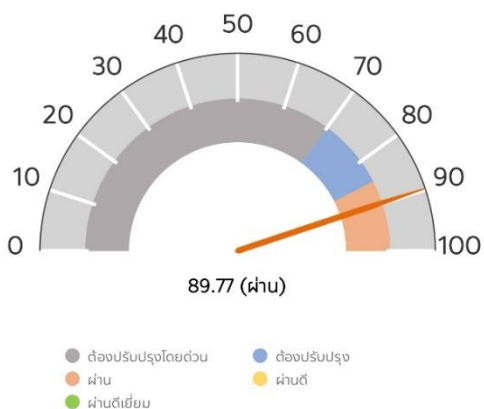 50
40 60
30 70
20 80
10 90
0 100
89.77 (ผ่าน)
ต้องปรับปรุงโดยด่วน ต้องปรับปรุง
ผ่าน ผ่านดี
ผ่านดีเยี่ยม